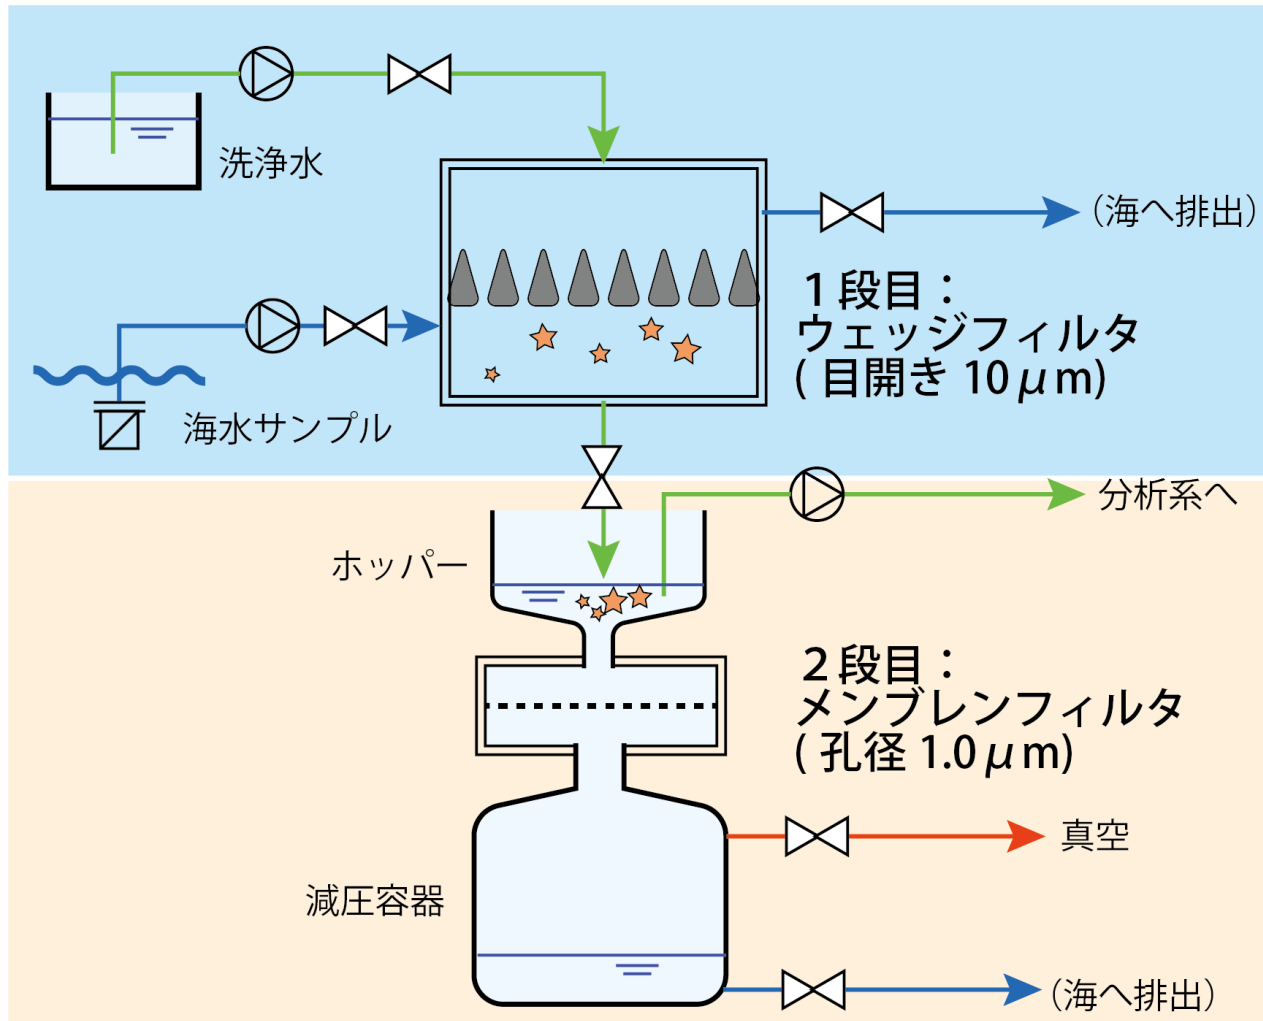 洗浄水
(海へ排出)
1段目：
ウェッジフィルタ
(目開き 10μm)
海水サンプル
分析系へ
ホッパー
2段目：
メンブレンフィルタ
(孔径 1.0μm)
真空
減圧容器
(海へ排出)